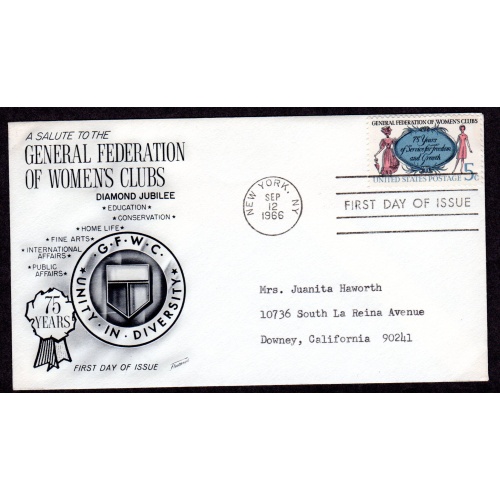 A SALUTE TO THE
GENERAL FEDERATION
OF WOMEN'S CLUBS
DIAMOND JUBILEE
★EDUCATION★
★CONSERVATION★
★HOME LIFE★
★FINE ARTS★
★INTERNATIONAL
AFFAIRS★
★PUBLIC
AFFAIRS★
G.F.W.C.
★UNITY·IN·DIVERSITY★
75
YEARS
FIRST DAY OF ISSUE
GENERAL FEDERATION OF WOMEN'S CLUBS
75 Years
of Service for Freedom
and Growth
5c
UNITED STATES POSTAGE
NEW YORK, NY
SEP
12
1966
FIRST DAY OF ISSUE
Mrs. Juanita Haworth
10736 South La Reina Avenue
Downey, California 90241